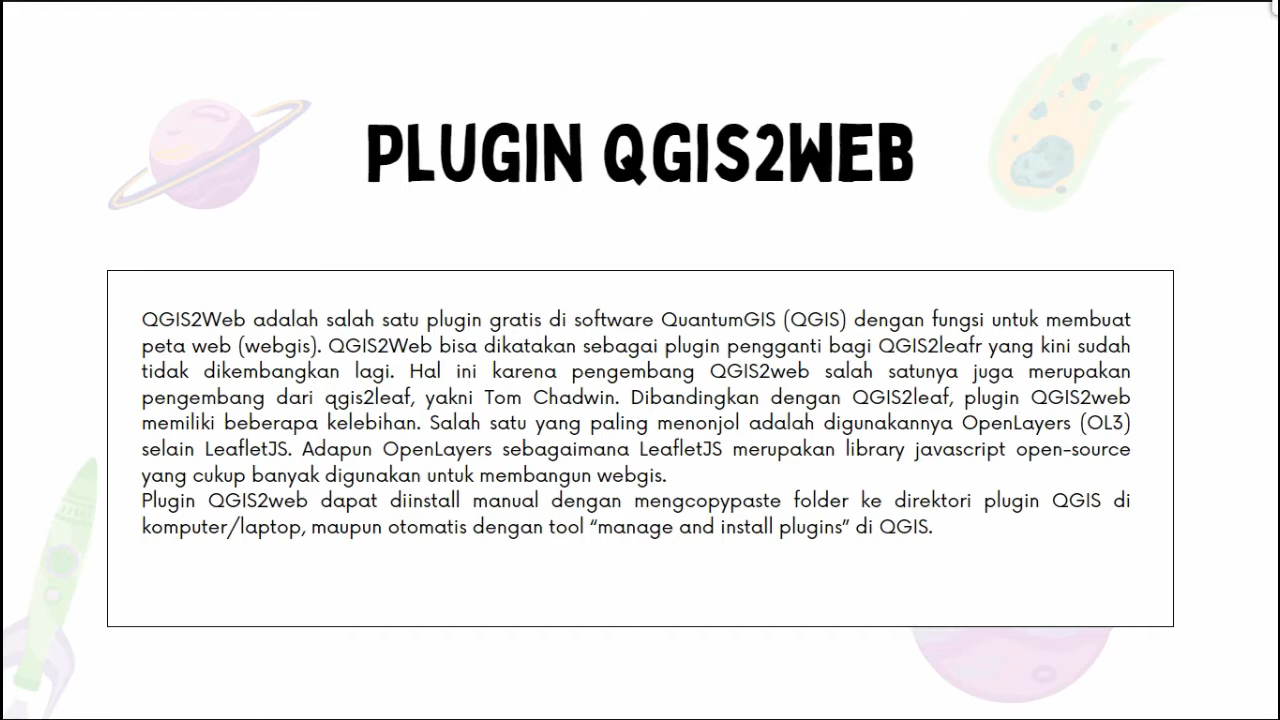 PLUGIN QGIS2WEB
QGIS2Web adalah salah satu plugin gratis di software QuantumGIS (QGIS) dengan fungsi untuk membuat
peta web (webgis). QGIS2Web bisa dikatakan sebagai plugin pengganti bagi QGIS2leafr yang kini sudah
tidak dikembangkan lagi. Hal ini karena pengembang QGIS2web salah satunya juga merupakan
pengembang dari qgis2leaf, yakni Tom Chadwin. Dibandingkan dengan QGIS2leaf, plugin QGIS2web
memiliki beberapa kelebihan. Salah satu yang paling menonjol adalah digunakannya OpenLayers (OL3)
selain LeafletJS. Adapun OpenLayers sebagaimana LeafletJS merupakan library javascript open-source
yang cukup banyak digunakan untuk membangun webgis.
Plugin QGIS2web dapat diinstall manual dengan mengcopypaste folder ke direktori plugin QGIS di
komputer/laptop, maupun otomatis dengan tool “manage and install plugins” di QGIS.